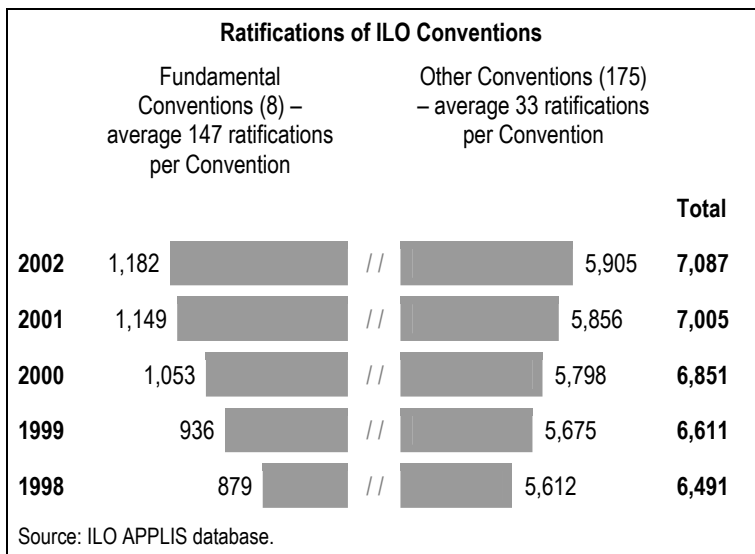 Ratifications of ILO Conventions
Fundamental
Conventions (8) –
average 147 ratifications
per Convention
Other Conventions (175)
– average 33 ratifications
per Convention
Total
2002 1,182 // 5,905 7,087
2001 1,149 // 5,856 7,005
2000 1,053 // 5,798 6,851
1999 936 // 5,675 6,611
1998 879 // 5,612 6,491
Source: ILO APPLIS database.